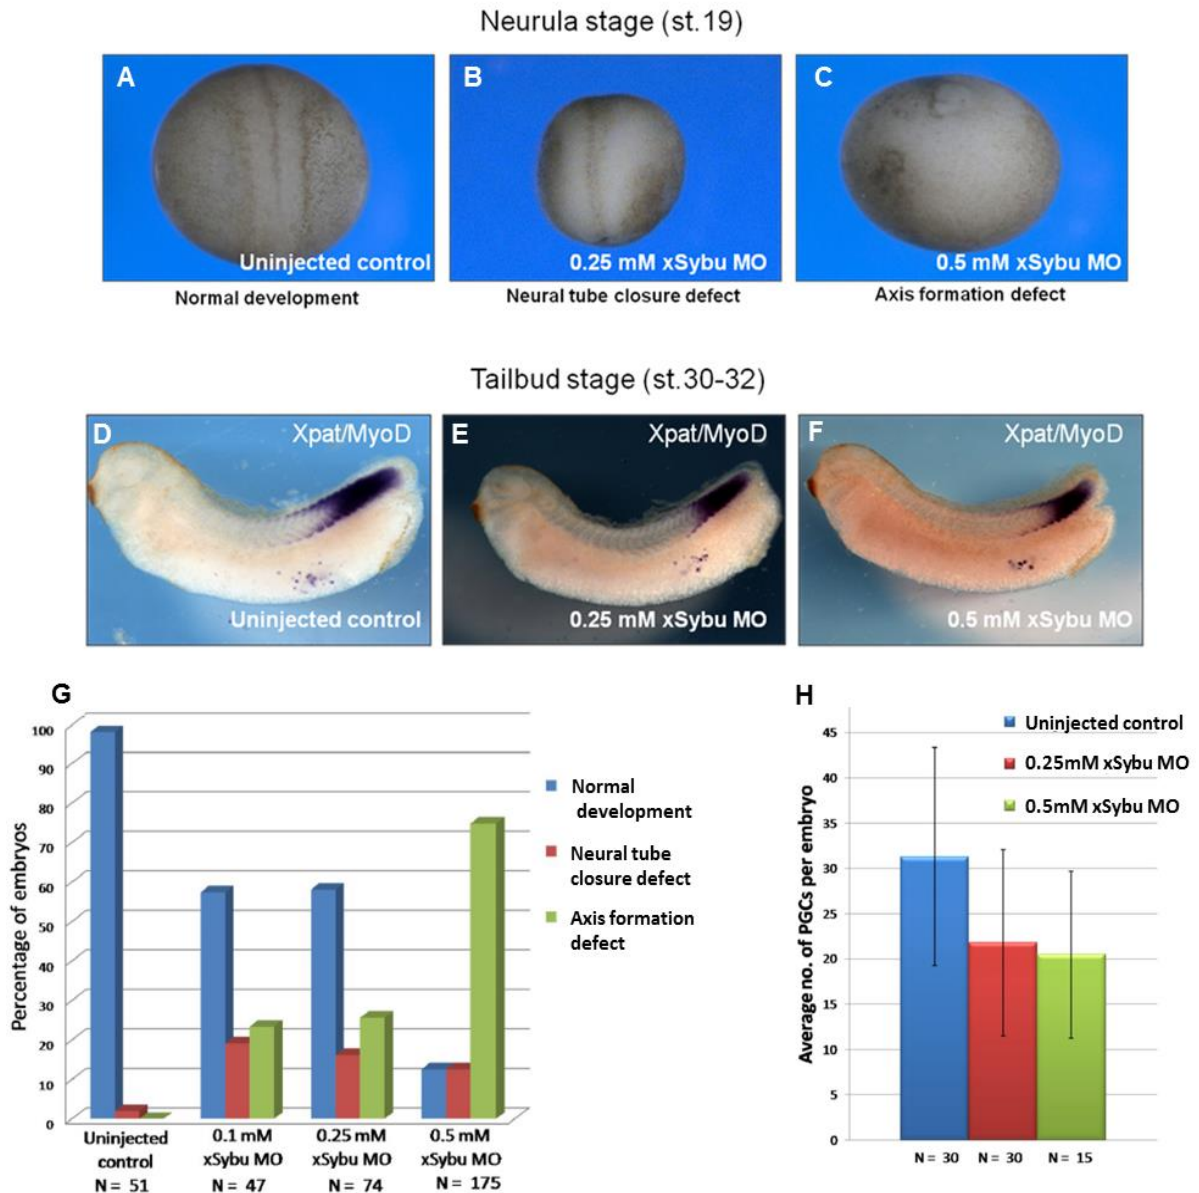 Neurula stage (st.19)
A
Uninjected control
B
0.25 mM xSybu MO
C
0.5 mM xSybu MO
Normal development
Neural tube closure defect
Axis formation defect
Tailbud stage (st.30-32)
D
Xpat/MyoD
Uninjected control
E
Xpat/MyoD
0.25 mM xSybu MO
F
Xpat/MyoD
0.5 mM xSybu MO
G
Percentage of embryos
100
90
80
70
60
50
40
30
20
10
0
Uninjected
control
N = 51
0.1 mM
xSybu MO
N = 47
0.25 mM
xSybu MO
N = 74
0.5 mM
xSybu MO
N = 175
Normal
development
Neural tube
closure defect
Axis formation
defect
H
Average no. of PGCs per embryo
45
40
35
30
25
20
15
10
5
0
Uninjected control
0.25mM xSybu MO
0.5mM xSybu MO
N = 30
N = 30
N = 15